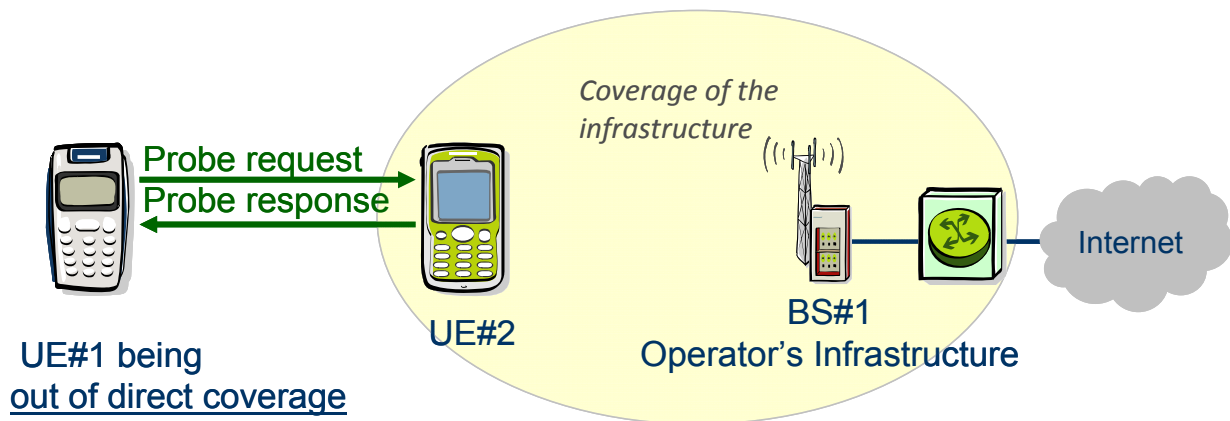 Coverage of the
infrastructure
Probe request
Probe response
Internet
UE#2
BS#1
Operator’s Infrastructure
UE#1 being
out of direct coverage